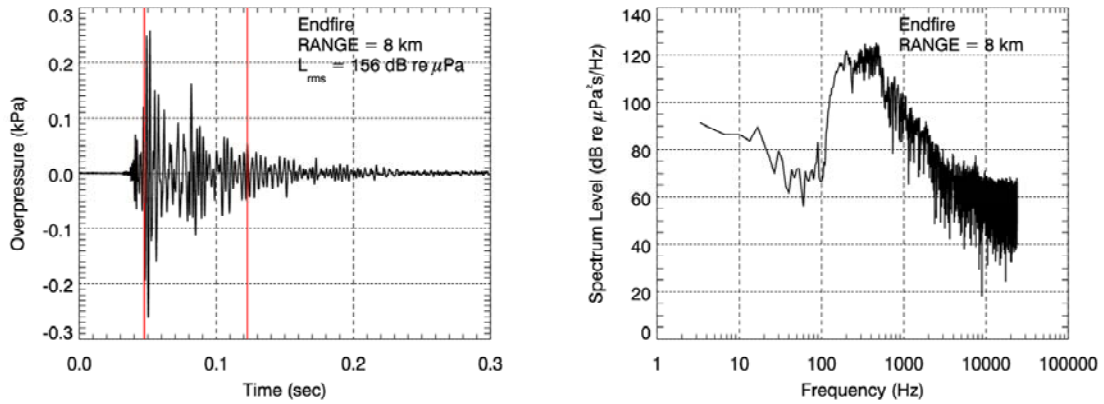 0.3
0.2
0.1
0.0
-0.1
-0.2
-0.3
Overpressure (kPa)
Endfire
RANGE = 8 km
L rms = 156 dB re μPa
0.0 0.1 0.2 0.3
Time (sec)
140
120
100
80
60
40
20
0
Spectrum Level (dB re μPa²s/Hz)
Endfire
RANGE = 8 km
1 10 100 1000 10000 100000
Frequency (Hz)